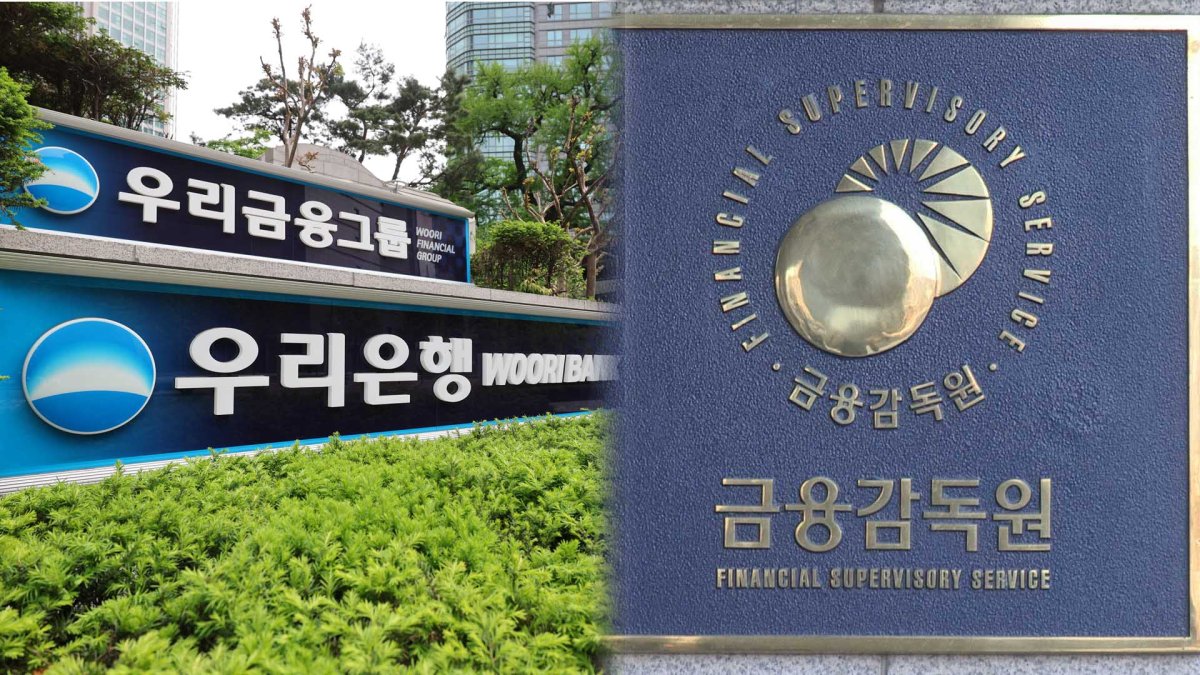 우리금융그룹
WOORI
FINANCIAL
GROUP
우리은행 WOORI BANK
FINANCIAL SUPERVISORY SERVICE
금융감독원
금융감독원
FINANCIAL SUPERVISORY SERVICE